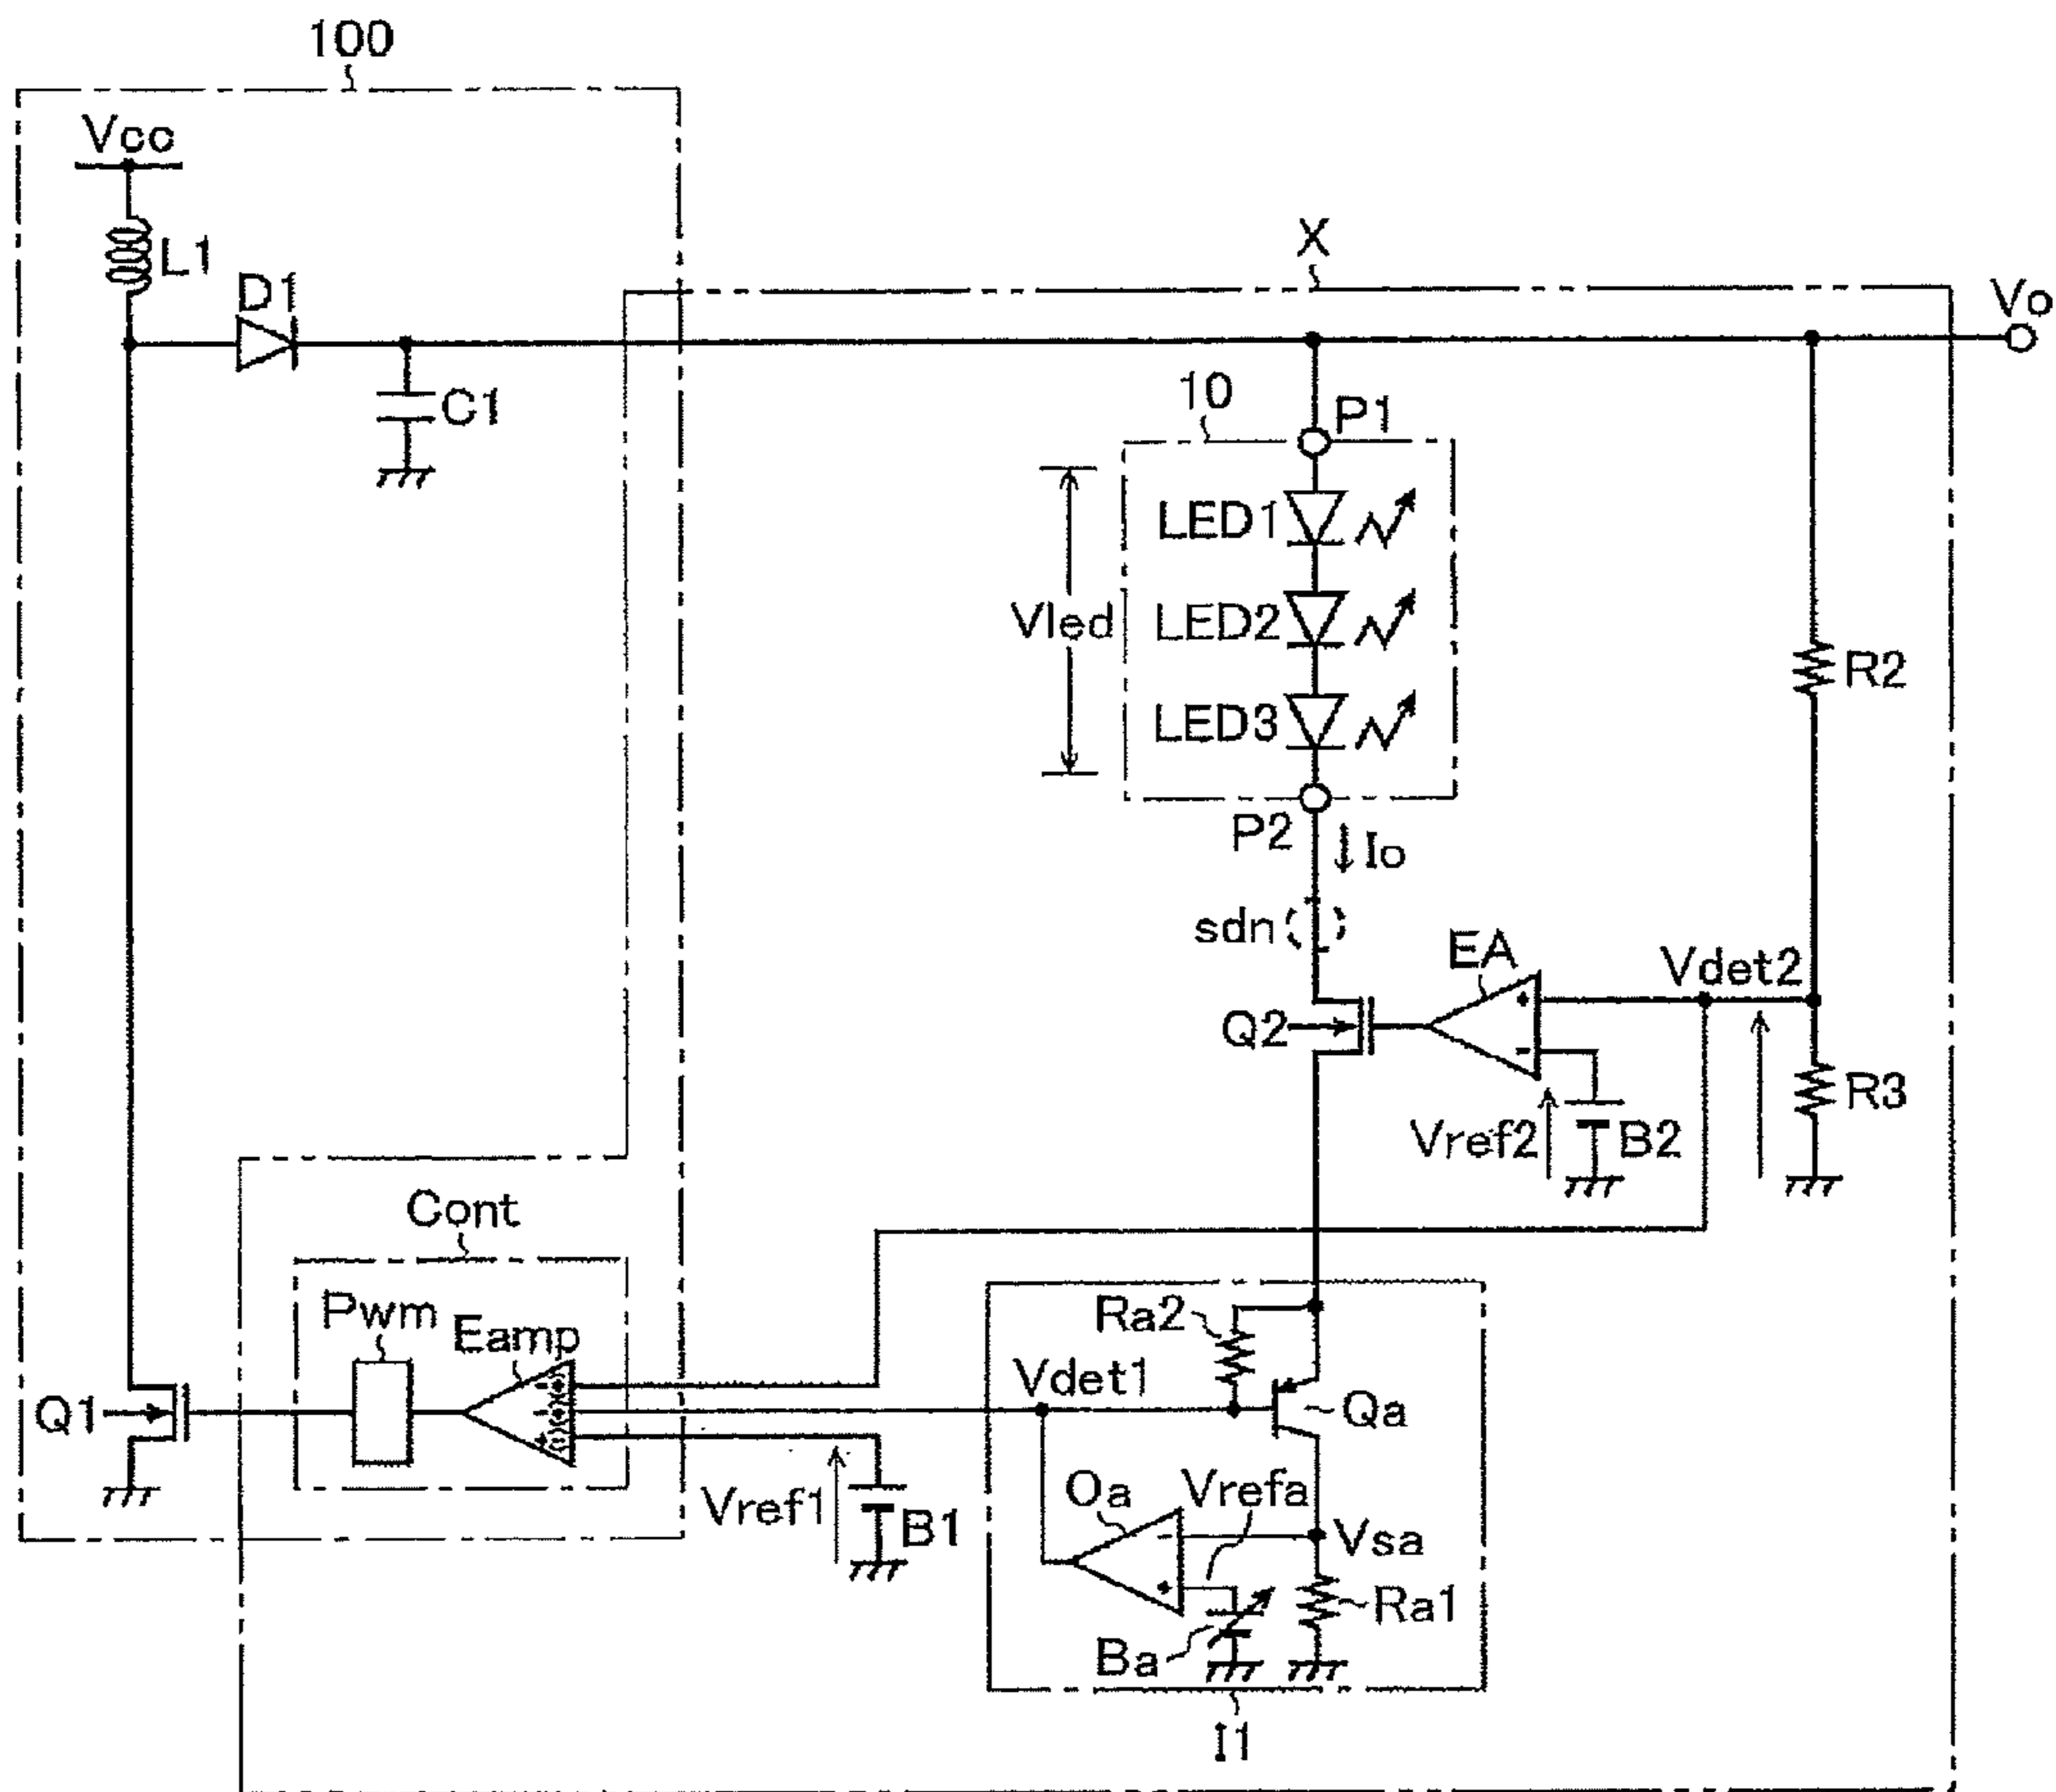 100
Vcc
L1
D1
C1
X
Vo
10
P1
LED1
Vled
LED2
LED3
R2
P2
Io
sdn
EA
Vdet2
Q2
Vref2
B2
R3
Cont
Pwm
Eamp
Q1
Vref1
B1
Ra2
Vdet1
Qa
Oa
Vrefa
Vsa
Ra1
Ba
I1
+
-
-
+